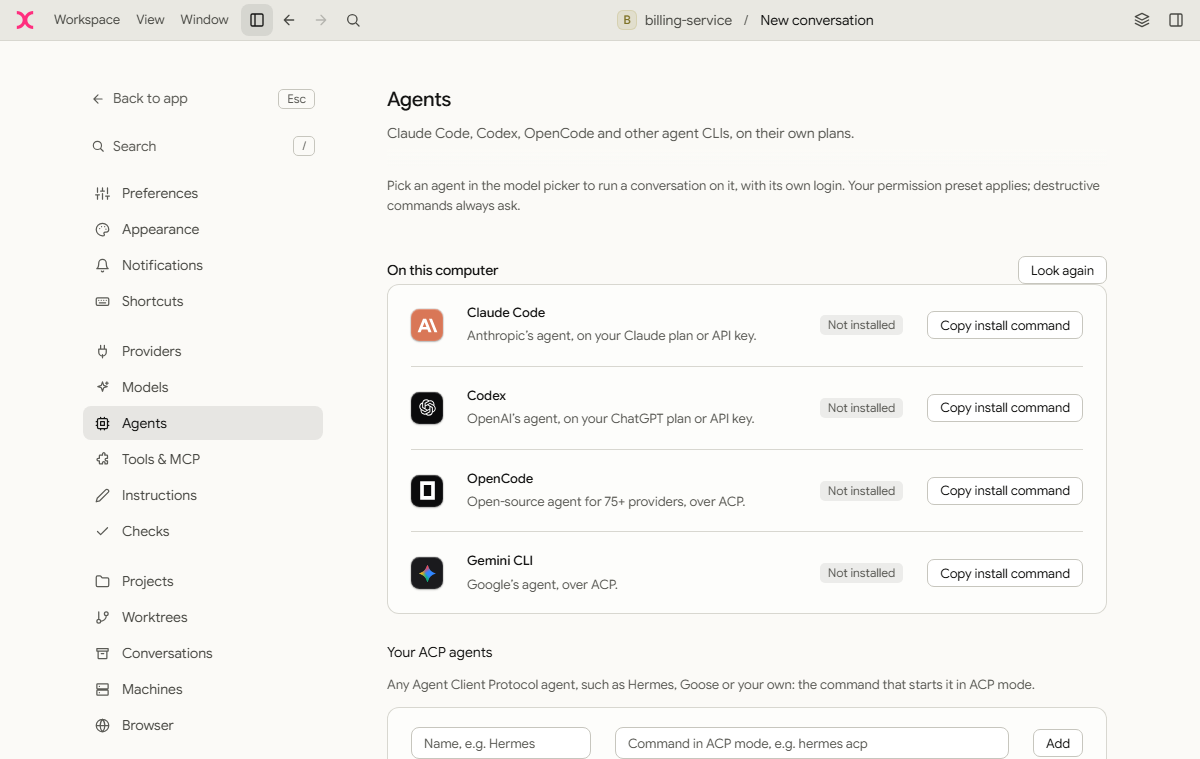 Workspace View Window
B billing-service / New conversation
Back to app Esc
Search /
Preferences
Appearance
Notifications
Shortcuts
Providers
Models
Agents
Tools & MCP
Instructions
Checks
Projects
Worktrees
Conversations
Machines
Browser
Agents
Claude Code, Codex, OpenCode and other agent CLIs, on their own plans.
Pick an agent in the model picker to run a conversation on it, with its own login. Your permission preset applies; destructive
commands always ask.
On this computer Look again
Claude Code
Anthropic’s agent, on your Claude plan or API key.
Not installed Copy install command
Codex
OpenAI’s agent, on your ChatGPT plan or API key.
Not installed Copy install command
OpenCode
Open-source agent for 75+ providers, over ACP.
Not installed Copy install command
Gemini CLI
Google’s agent, over ACP.
Not installed Copy install command
Your ACP agents
Any Agent Client Protocol agent, such as Hermes, Goose or your own: the command that starts it in ACP mode.
Name, e.g. Hermes Command in ACP mode, e.g. hermes acp Add